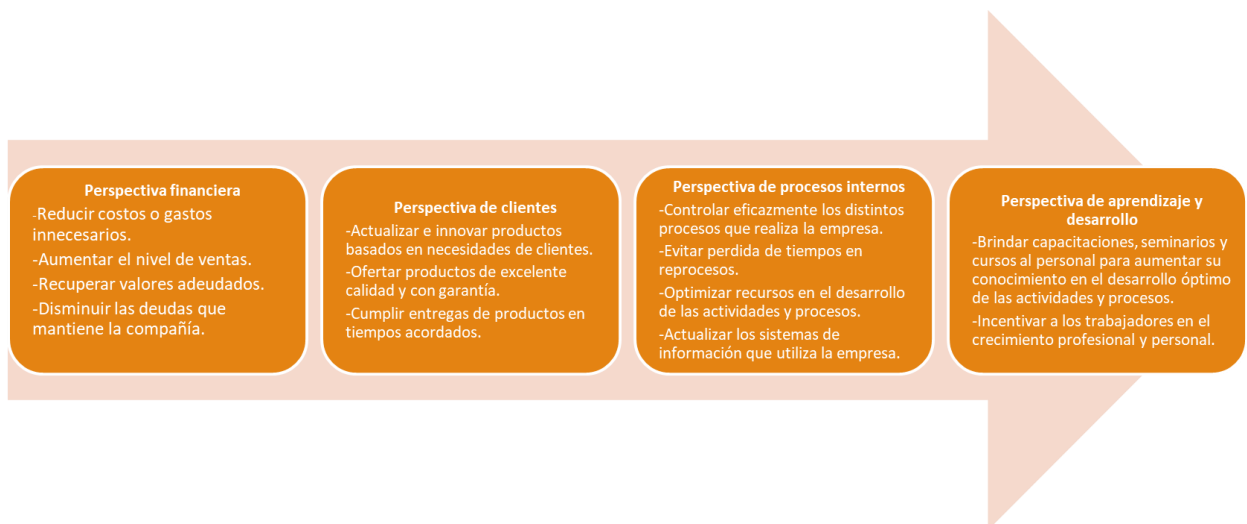 Perspectiva financiera
-Reducir costos o gastos
innecesarios.
-Aumentar el nivel de ventas.
-Recuperar valores adeudados.
-Disminuir las deudas que
mantiene la compañía.
Perspectiva de clientes
-Actualizar e innovar productos
basados en necesidades de clientes.
-Ofertar productos de excelente
calidad y con garantía.
-Cumplir entregas de productos en
tiempos acordados.
Perspectiva de procesos internos
-Controlar eficazmente los distintos
procesos que realiza la empresa.
-Evitar perdida de tiempos en
reprocesos.
-Optimizar recursos en el desarrollo
de las actividades y procesos.
-Actualizar los sistemas de
información que utiliza la empresa.
Perspectiva de aprendizaje y
desarrollo
-Brindar capacitaciones, seminarios y
cursos al personal para aumentar su
conocimiento en el desarrollo óptimo
de las actividades y procesos.
-Incentivar a los trabajadores en el
crecimiento profesional y personal.